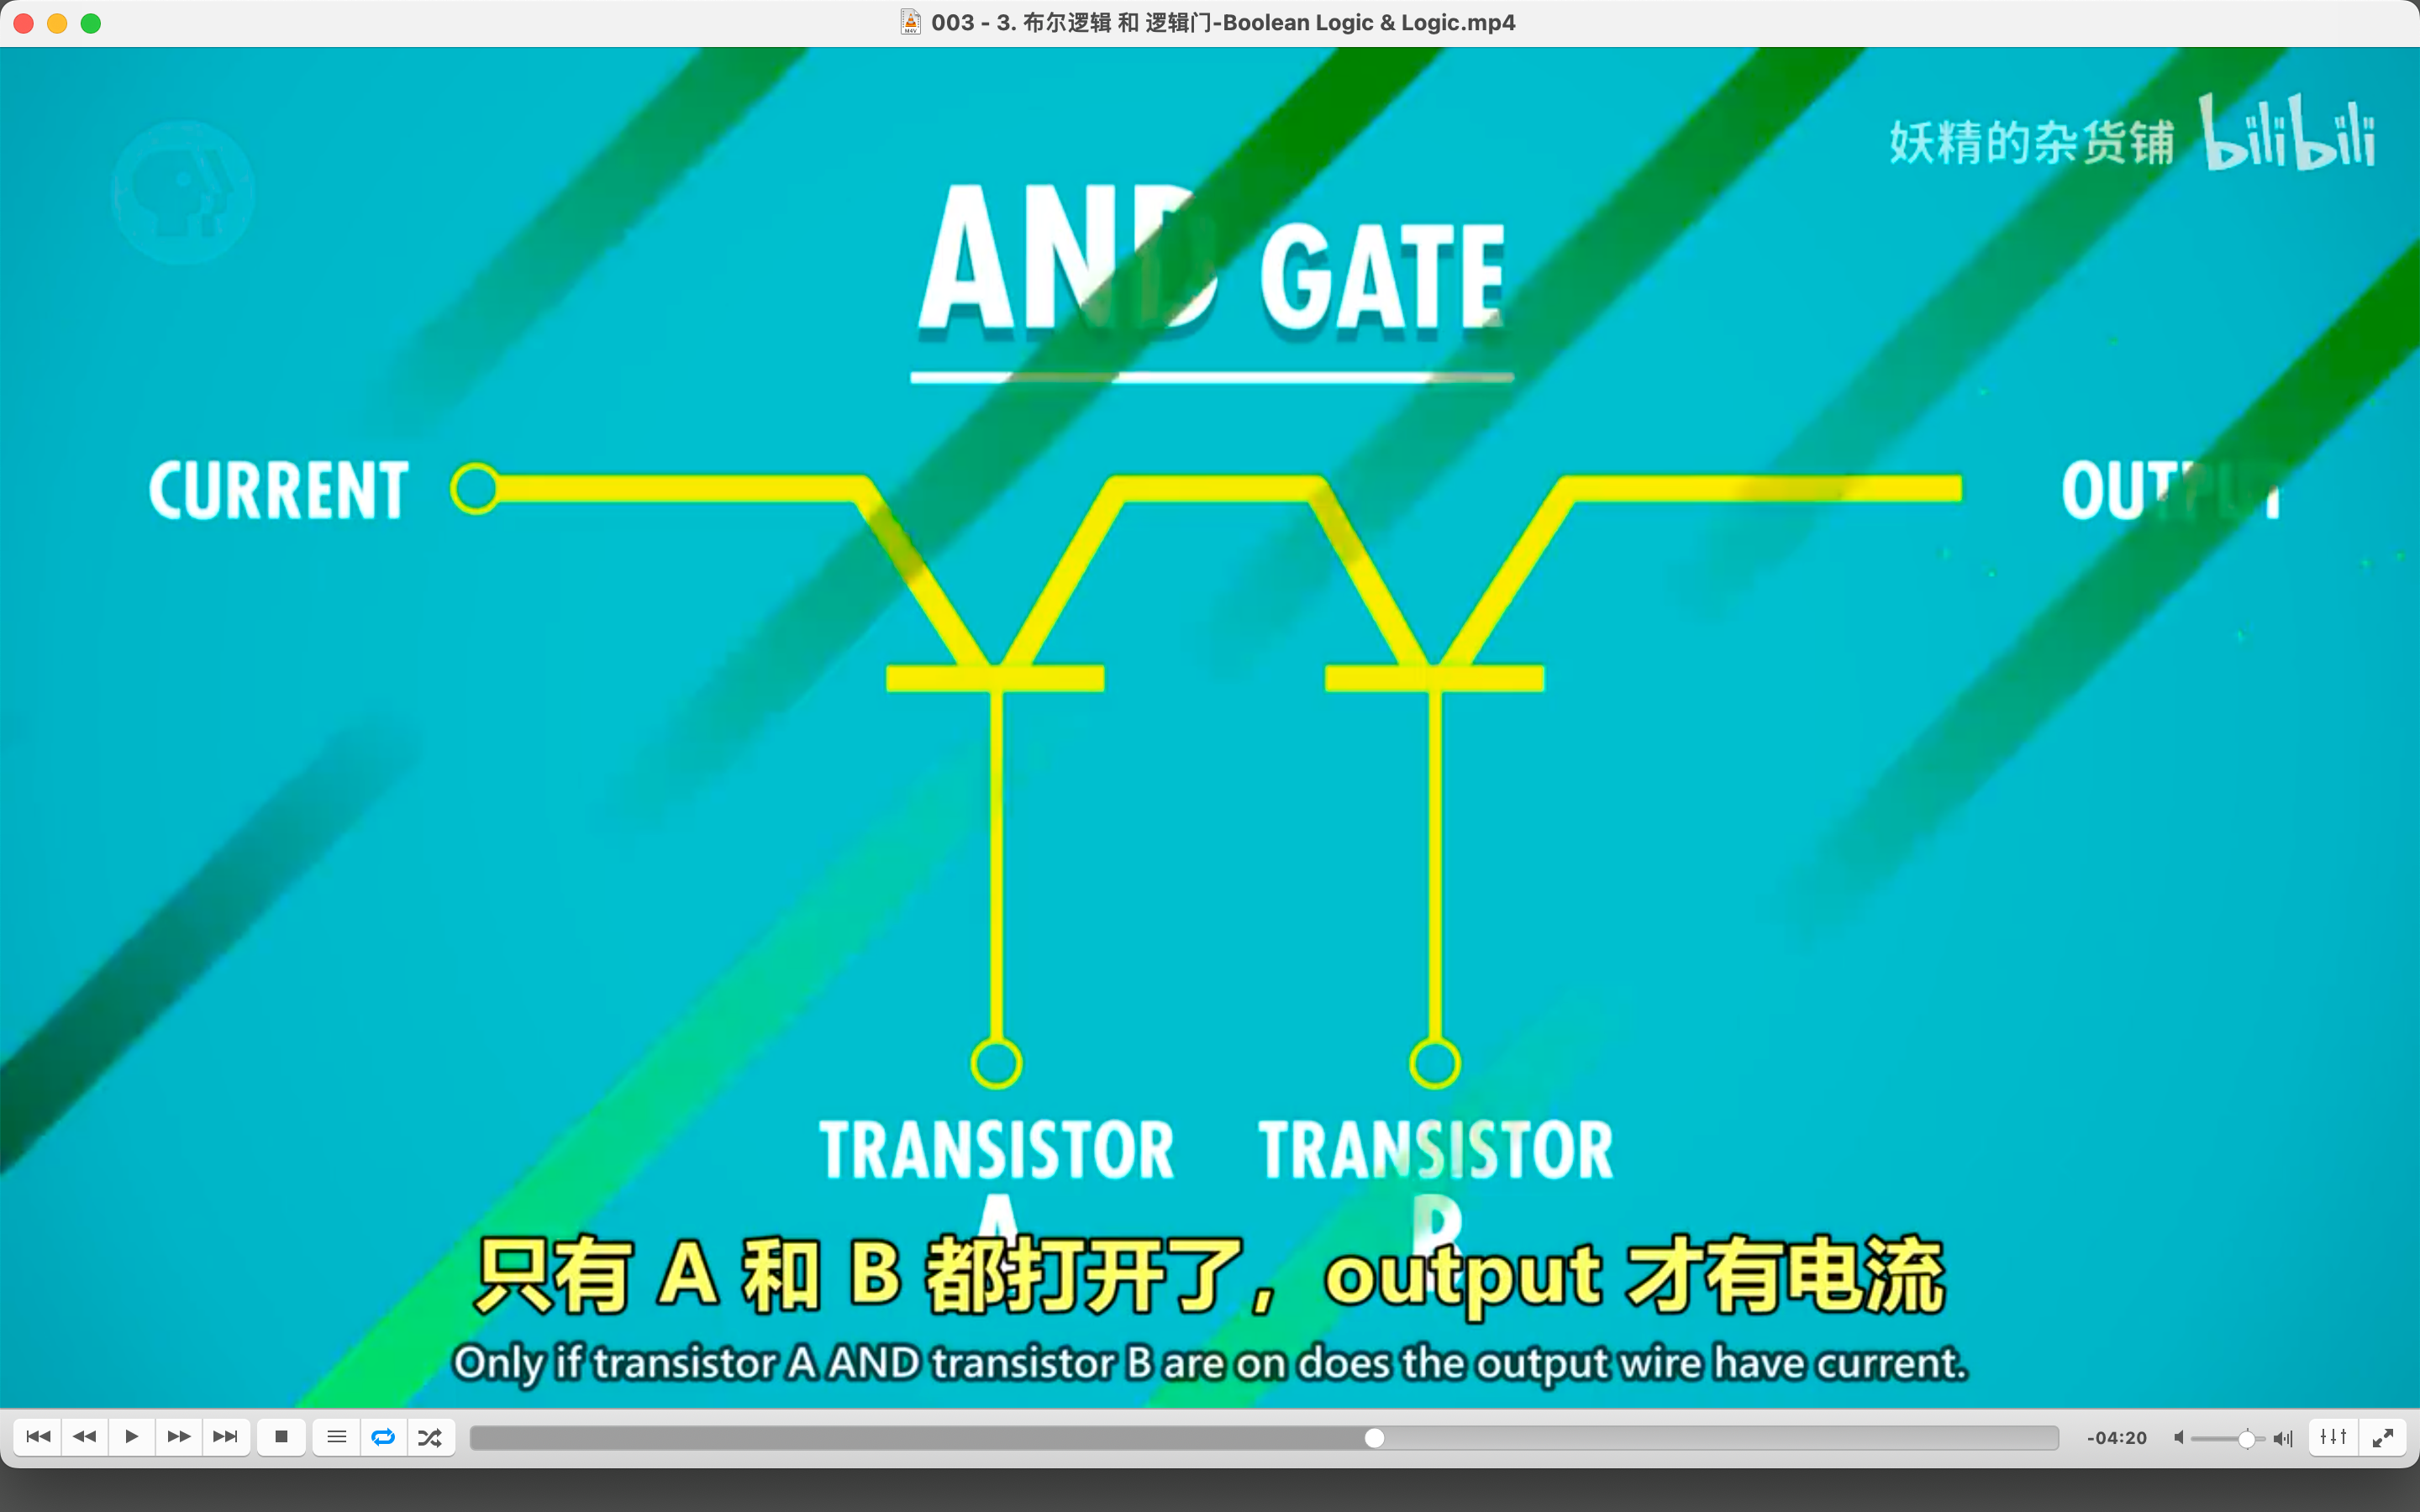 003 - 3. 布尔逻辑 和 逻辑门-Boolean Logic & Logic.mp4
妖精的杂货铺 bilibili
AND GATE
CURRENT
OUTPUT
TRANSISTOR
A
TRANSISTOR
B
只有 A 和 B 都打开了，output 才有电流
Only if transistor A AND transistor B are on does the output wire have current.
-04:20